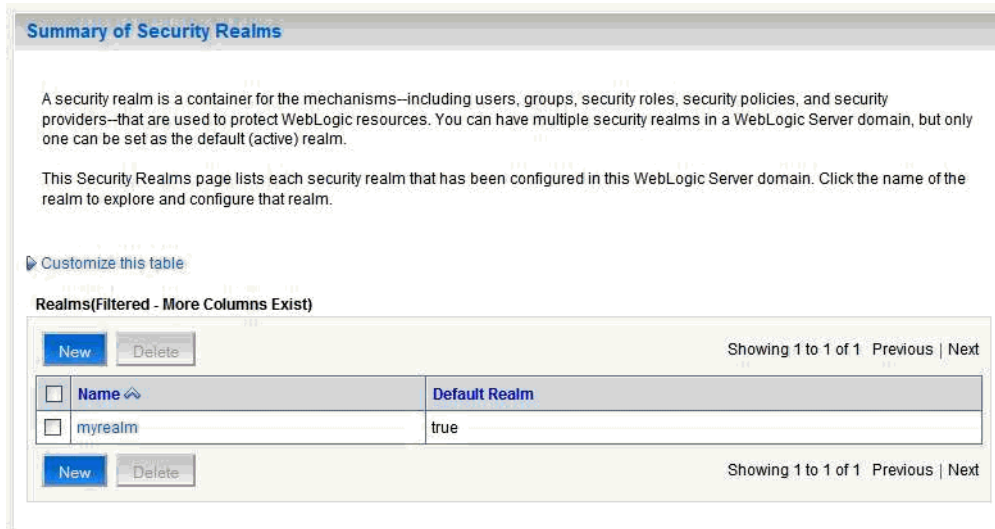 Summary of Security Realms
A security realm is a container for the mechanisms--including users, groups, security roles, security policies, and security
providers--that are used to protect WebLogic resources. You can have multiple security realms in a WebLogic Server domain, but only
one can be set as the default (active) realm.
This Security Realms page lists each security realm that has been configured in this WebLogic Server domain. Click the name of the
realm to explore and configure that realm.
Customize this table
Realms(Filtered - More Columns Exist)
New Delete Showing 1 to 1 of 1 Previous | Next
Name Default Realm
myrealm true
New Delete Showing 1 to 1 of 1 Previous | Next